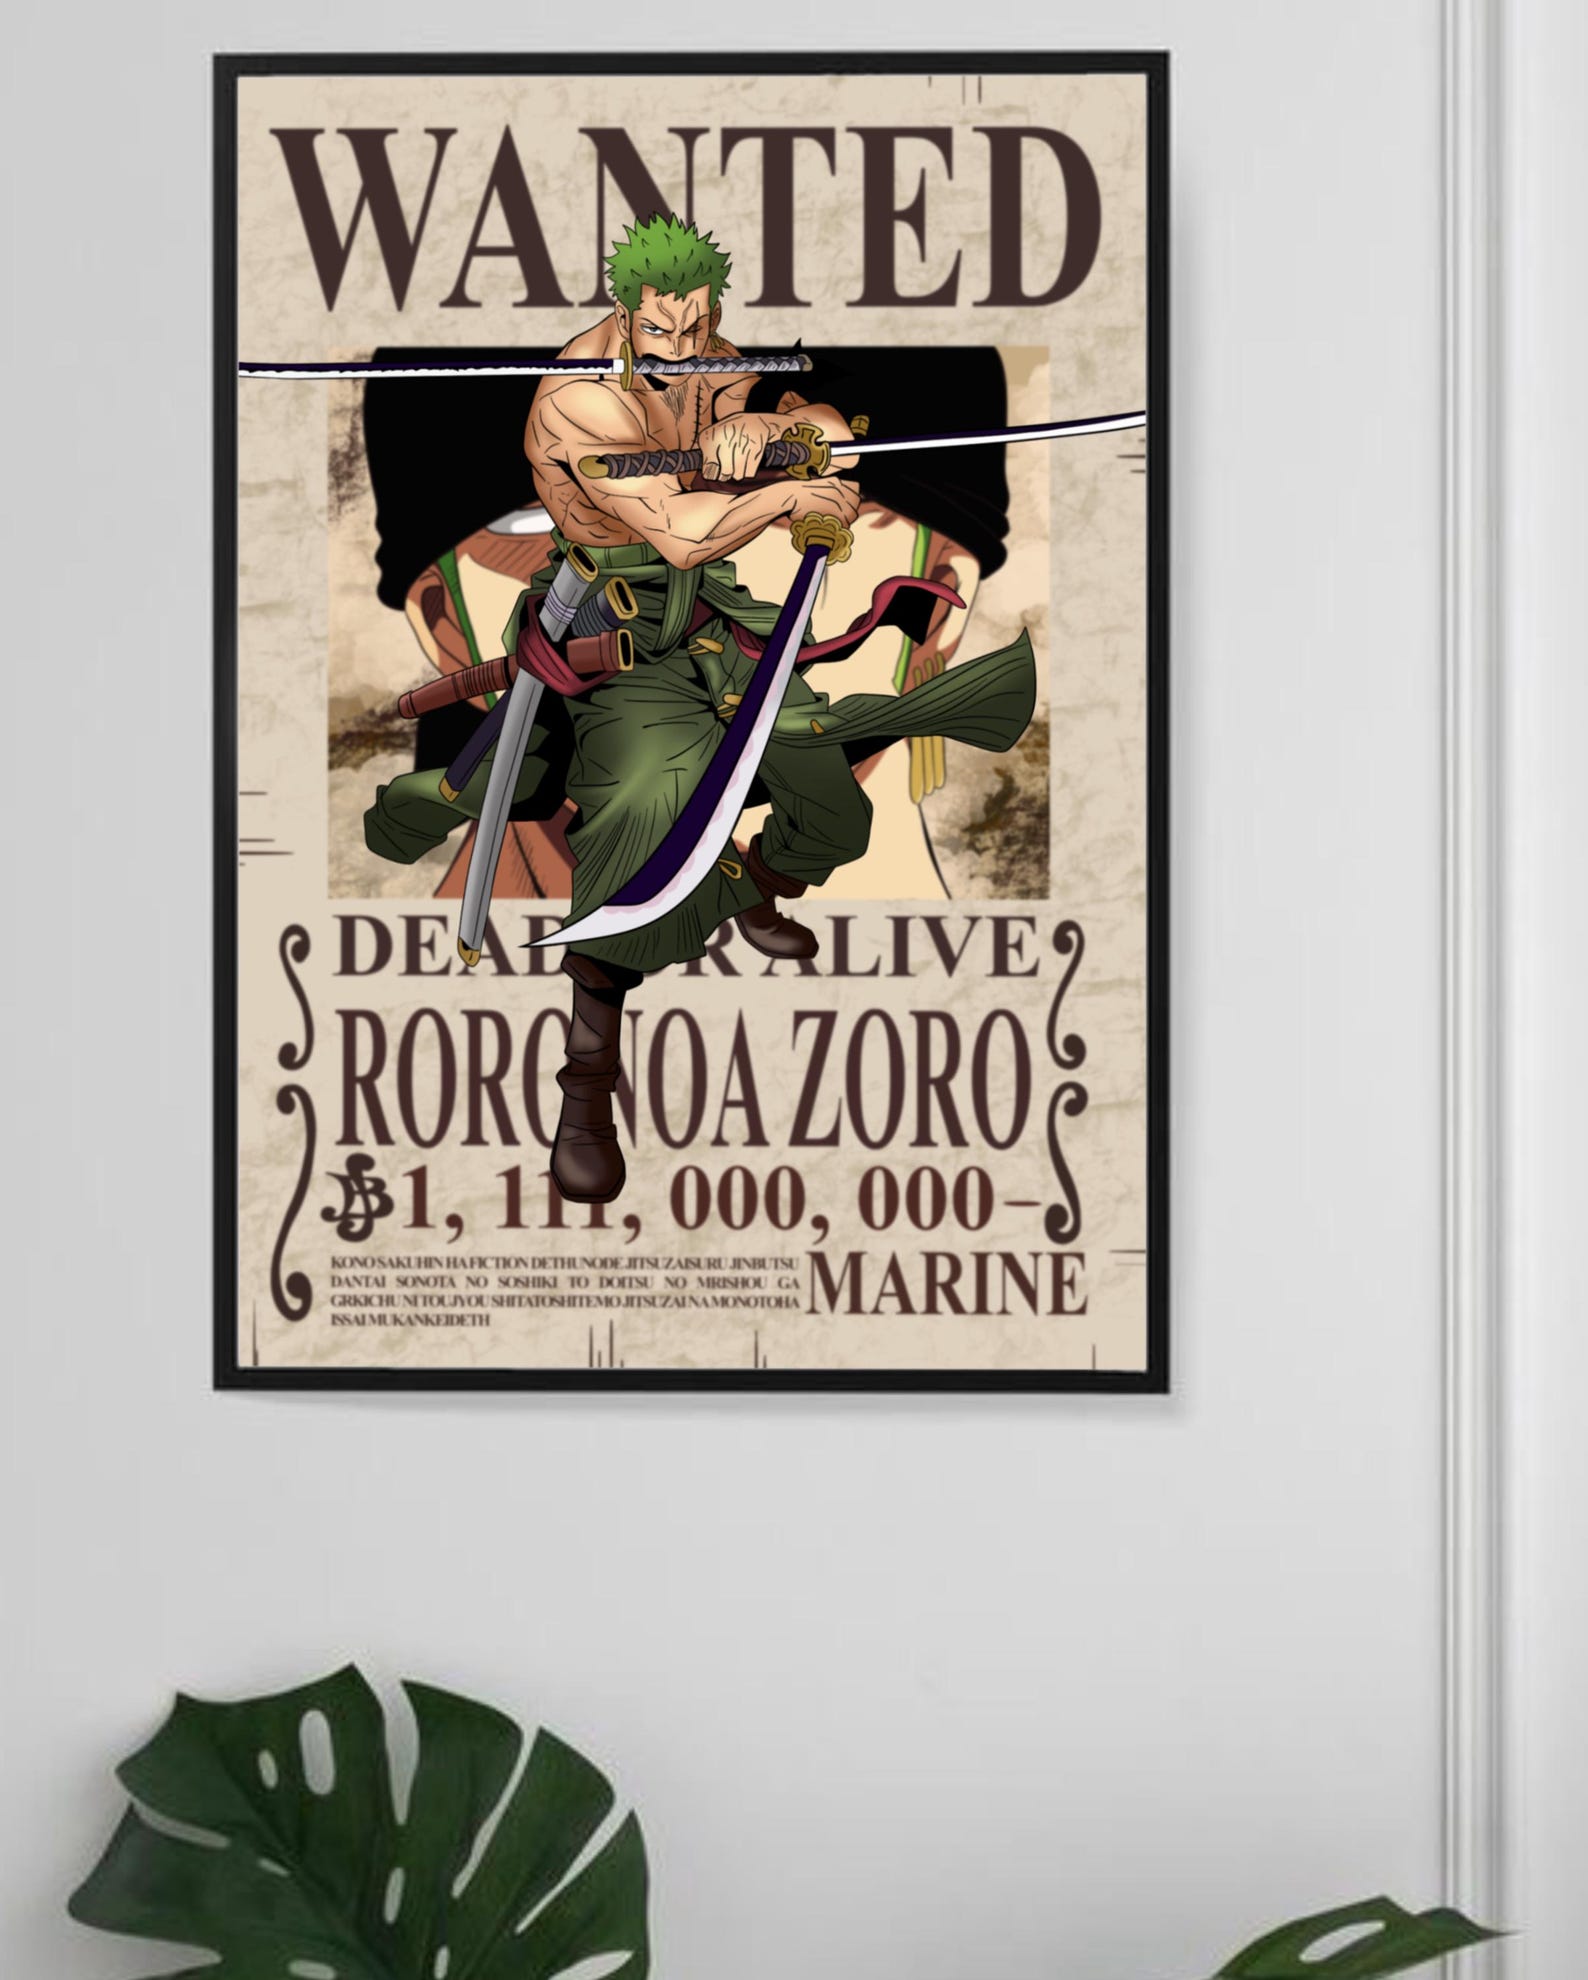 WANTED
DEAD OR ALIVE
RORONOA ZORO
1, 111, 000, 000-
KONO SAKUHIN HA FICTION DETHUNODE JITSUZAISURU JINBUTSU
DANTAI SONOTA NO SOSHIKI TO DOITSU NO MRISHOU GA
GRKICHU NI TOUJYOU SHITATOSHITEMO JITSUZAI NA MONOTOHA
ISSAI MUKANKEIDETH
MARINE